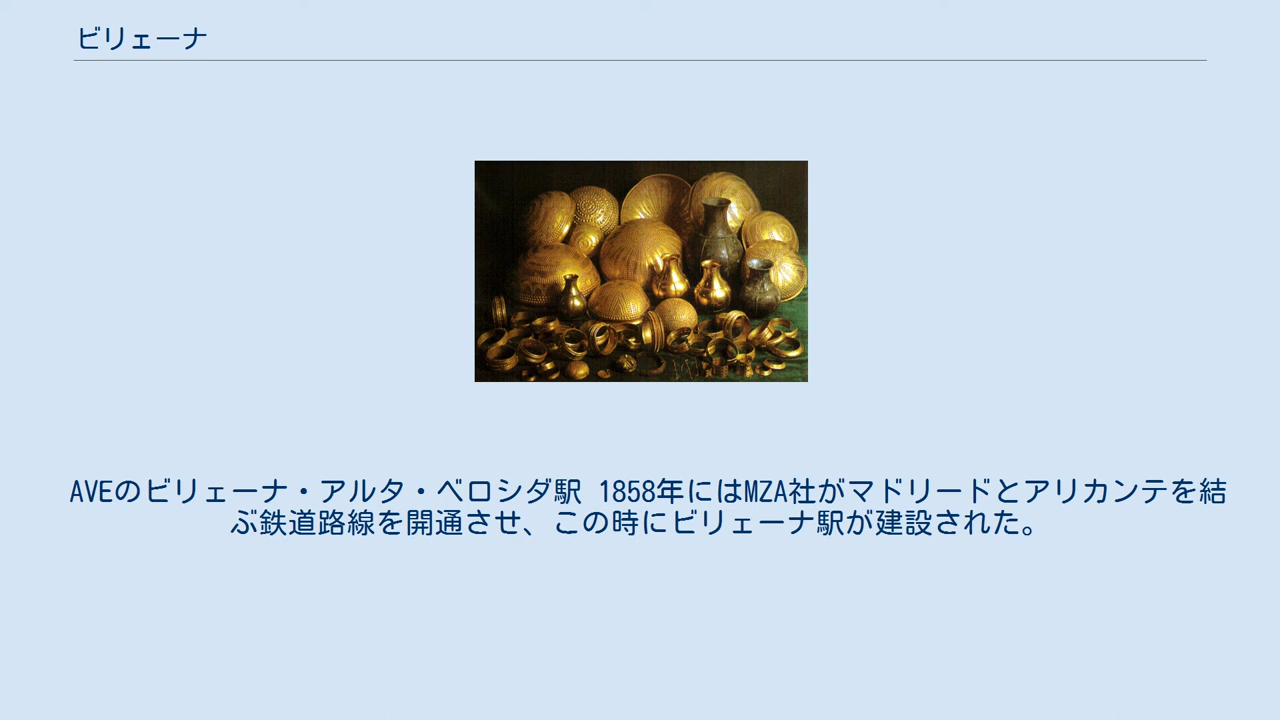 ビリェーナ
AVEのビリェーナ・アルタ・ベロシダ駅 1858年にはMZA社がマドリードとアリカンテを結
ぶ鉄道路線を開通させ、この時にビリェーナ駅が建設された。